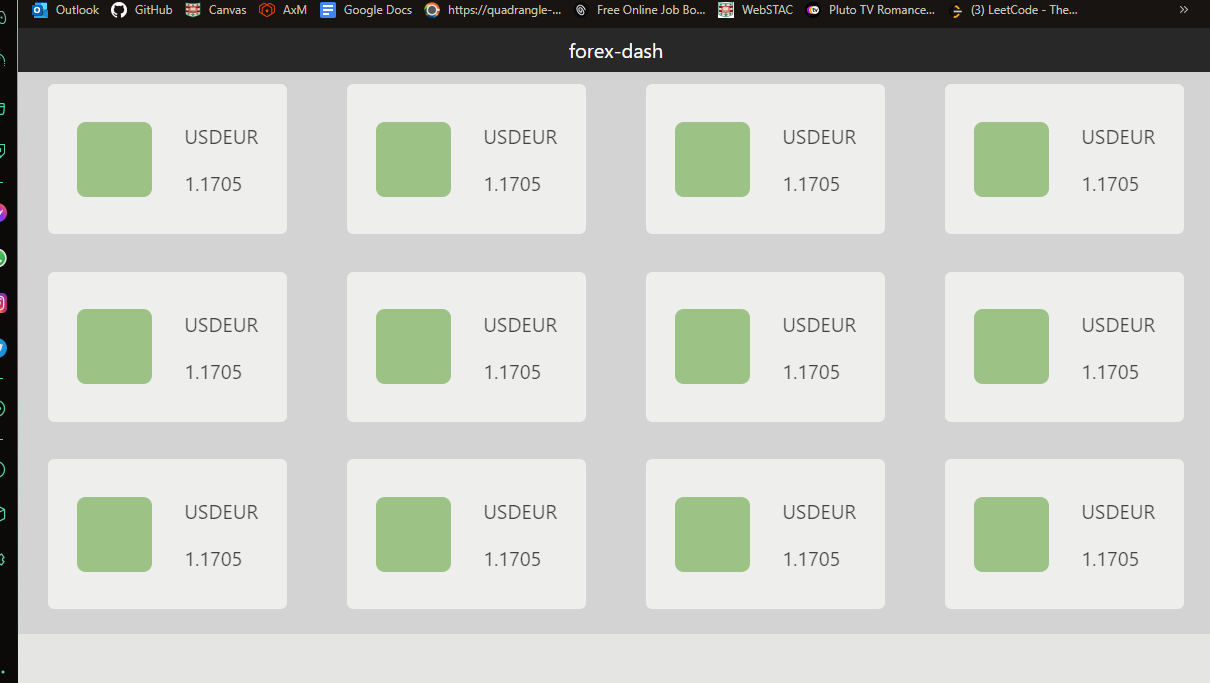 Outlook GitHub Canvas AxM Google Docs https://quadrangle-... Free Online Job Bo... WebSTAC Pluto TV Romance... (3) LeetCode - The... »
forex-dash
USDEUR USDEUR USDEUR USDEUR
1.1705 1.1705 1.1705 1.1705
USDEUR USDEUR USDEUR USDEUR
1.1705 1.1705 1.1705 1.1705
USDEUR USDEUR USDEUR USDEUR
1.1705 1.1705 1.1705 1.1705